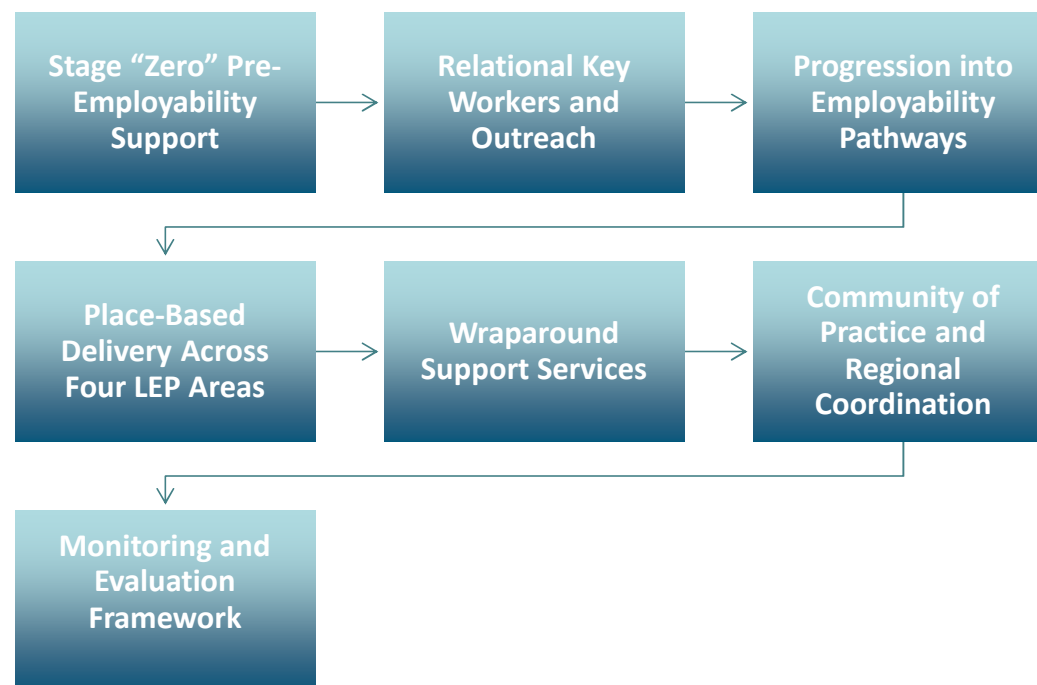 Stage “Zero” Pre-
Employability
Support
Relational Key
Workers and
Outreach
Progression into
Employability
Pathways
Place-Based
Delivery Across
Four LEP Areas
Wraparound
Support Services
Community of
Practice and
Regional
Coordination
Monitoring and
Evaluation
Framework